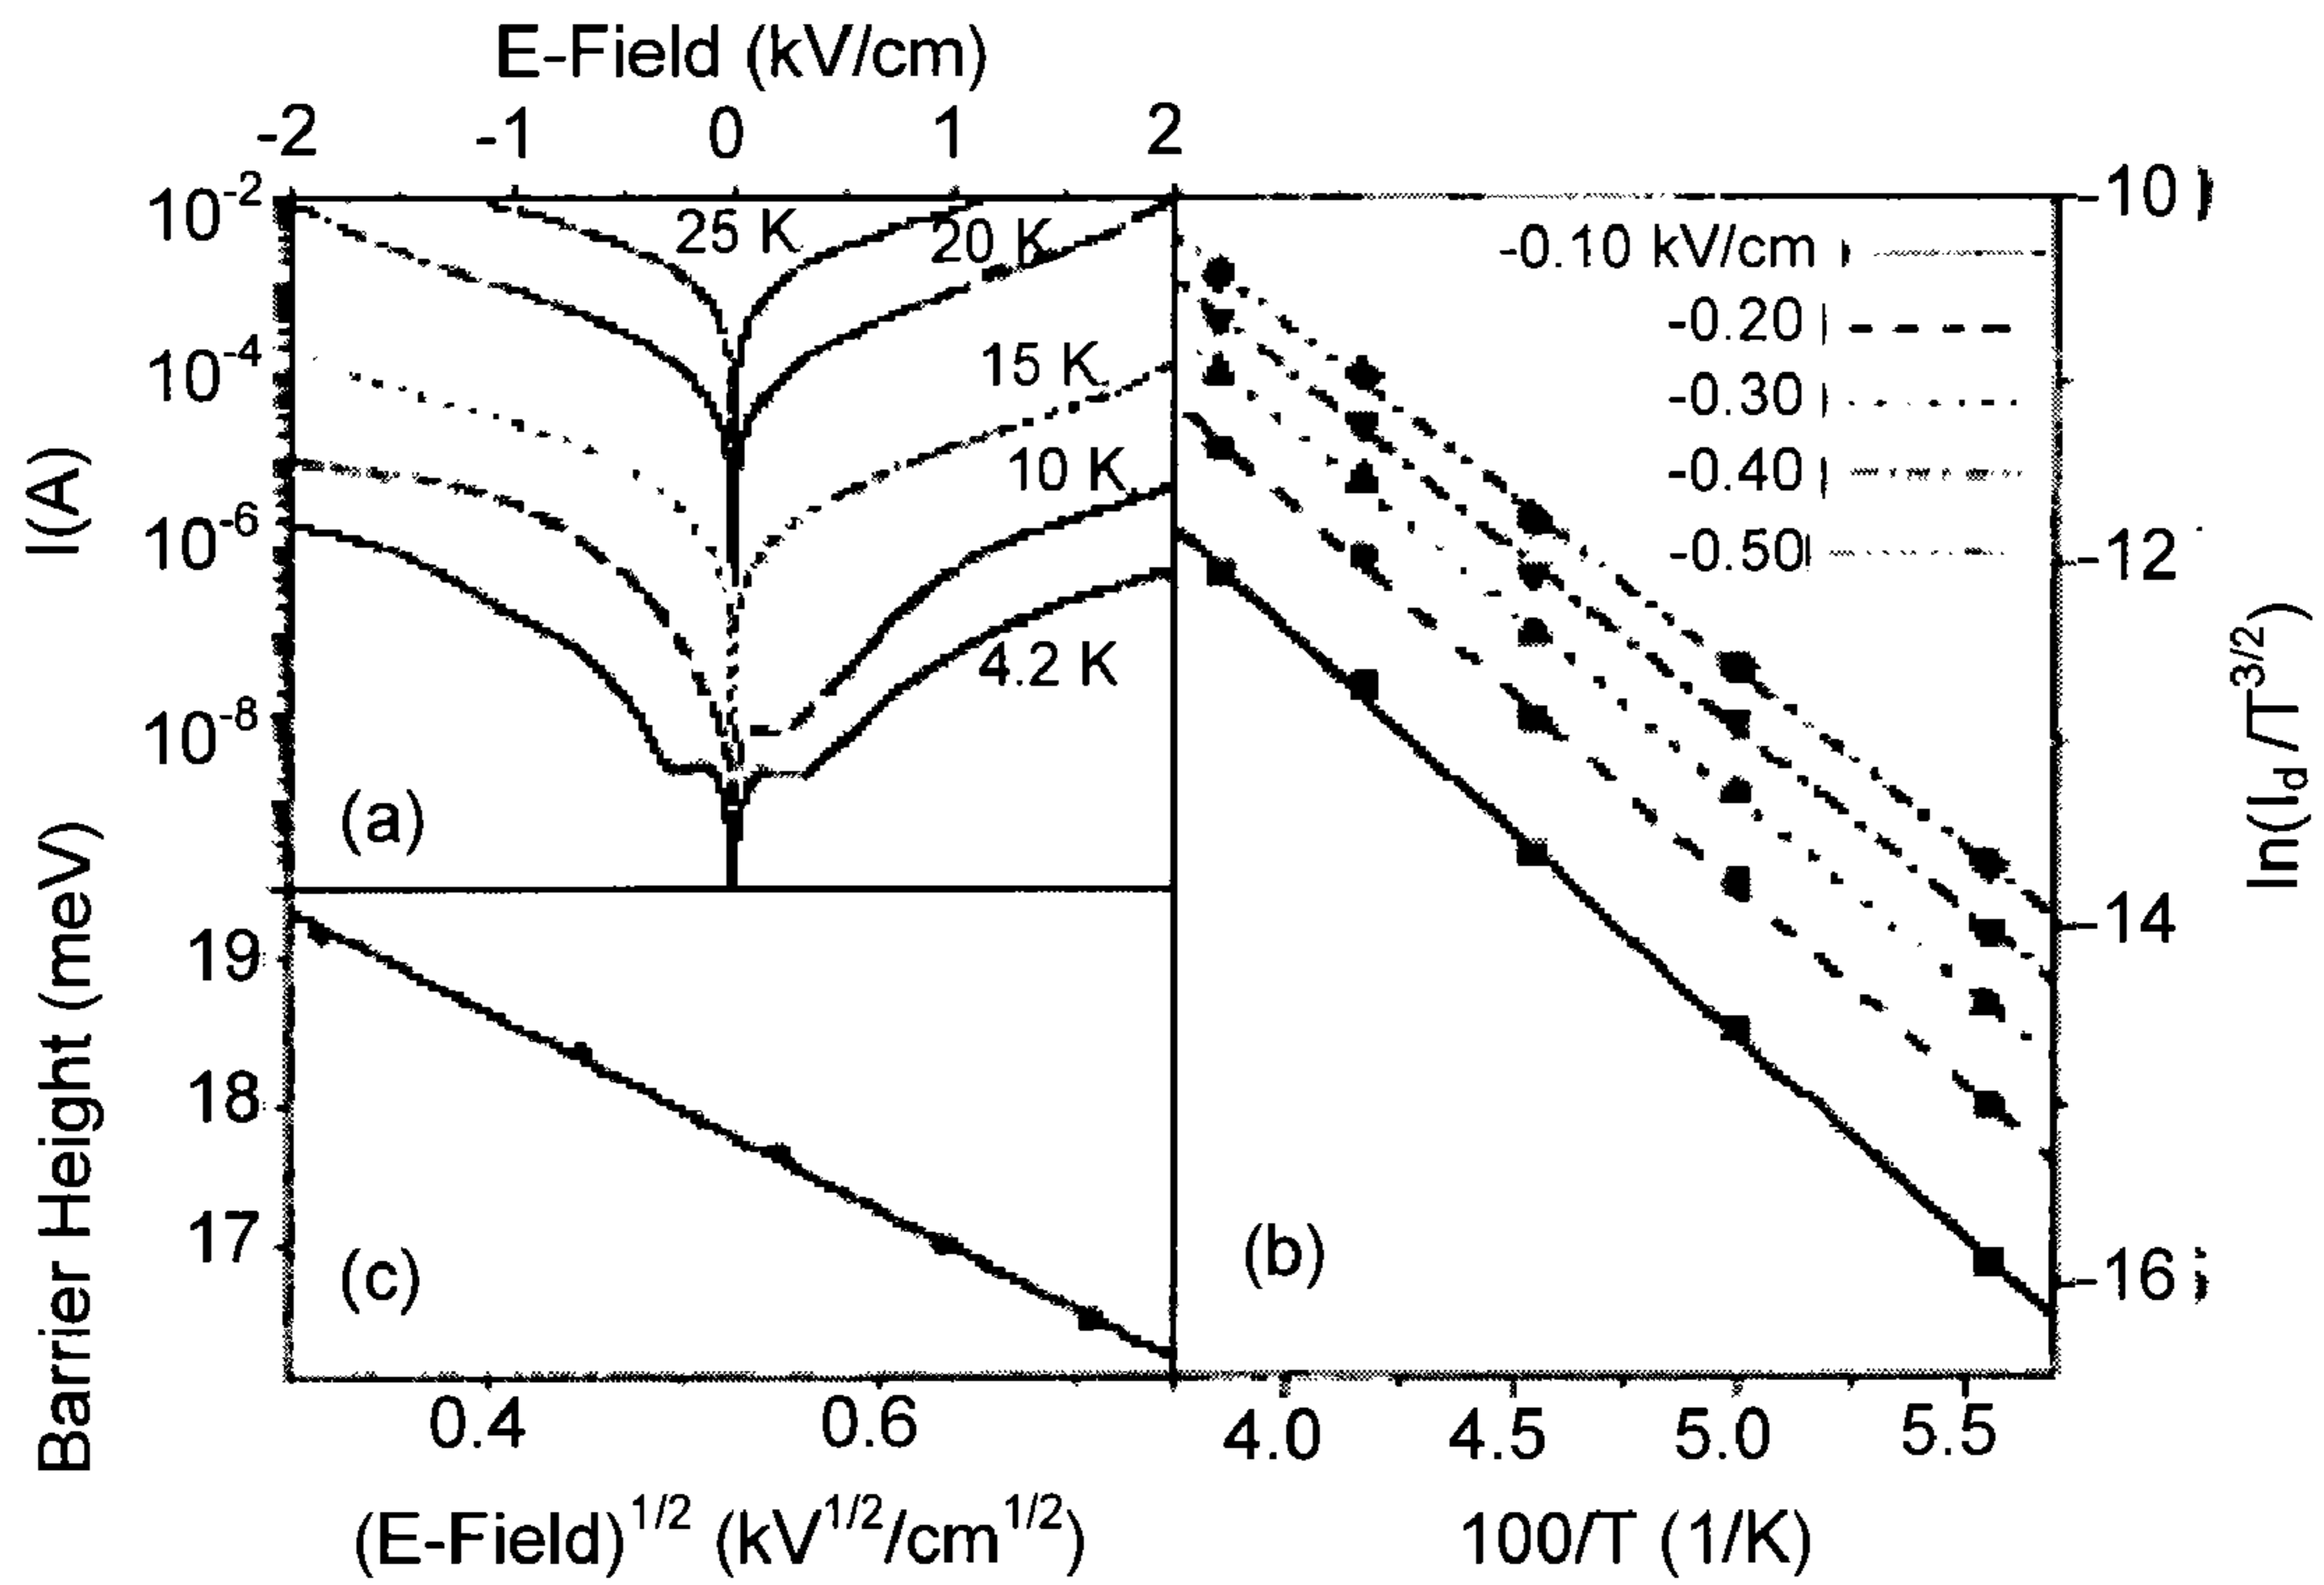 E-Field (kV/cm)
-2 -1 0 1 2
10⁻²
10⁻⁴
10⁻⁶
10⁻⁸
I(A)
25 K
20 K
15 K
10 K
4.2 K
(a)
Barrier Height (meV)
19
18
17
(c)
0.4 0.6
(E-Field)¹/² (kV¹/²/cm¹/²)
-0.10 kV/cm
-0.20
-0.30
-0.40
-0.50
(b)
-10
-12
-14
-16
ln(I_d/T³/²)
4.0 4.5 5.0 5.5
100/T (1/K)